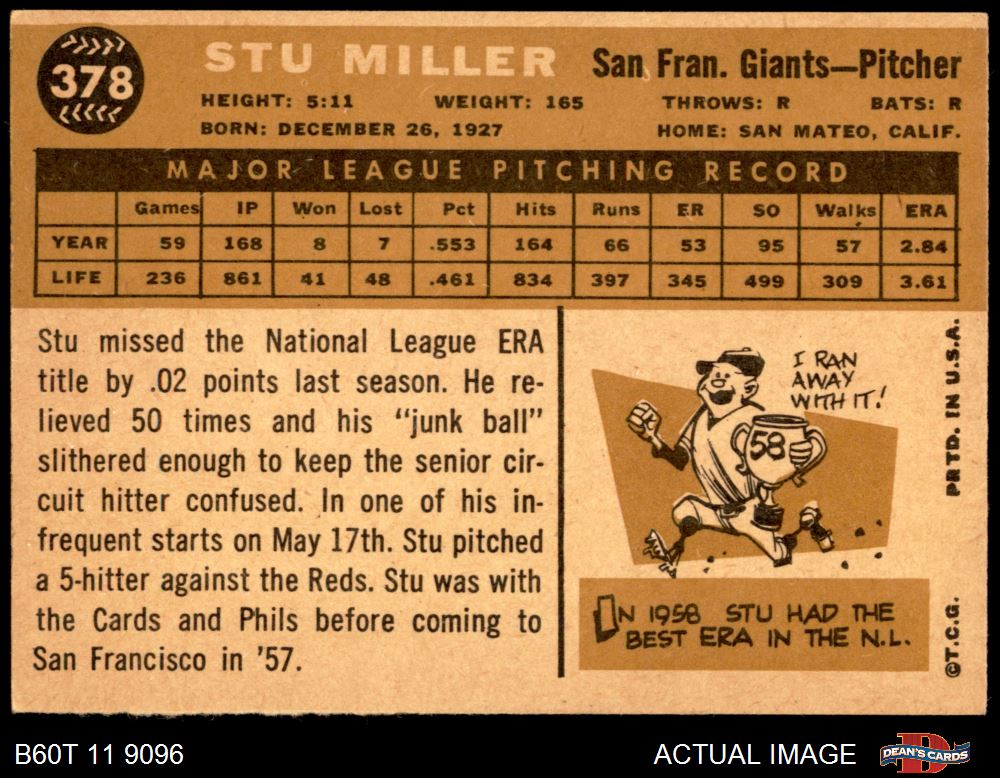 378
STU MILLER San Fran. Giants—Pitcher
HEIGHT: 5:11 WEIGHT: 165 THROWS: R BATS: R
BORN: DECEMBER 26, 1927 HOME: SAN MATEO, CALIF.
MAJOR LEAGUE PITCHING RECORD
Games IP Won Lost Pct Hits Runs ER SO Walks ERA
YEAR 59 168 8 7 .553 164 66 53 95 57 2.84
LIFE 236 861 41 48 .461 834 397 345 499 309 3.61
Stu missed the National League ERA
title by .02 points last season. He re-
lieved 50 times and his “junk ball”
slithered enough to keep the senior cir-
cuit hitter confused. In one of his in-
frequent starts on May 17th. Stu pitched
a 5-hitter against the Reds. Stu was with
the Cards and Phils before coming to
San Francisco in '57.
I RAN
AWAY
WITH IT!
58
IN 1958 STU HAD THE
BEST ERA IN THE N.L.
©T.C.G. PRTD. IN U.S.A.
B60T 11 9096 ACTUAL IMAGE
D
DEAN'S CARDS